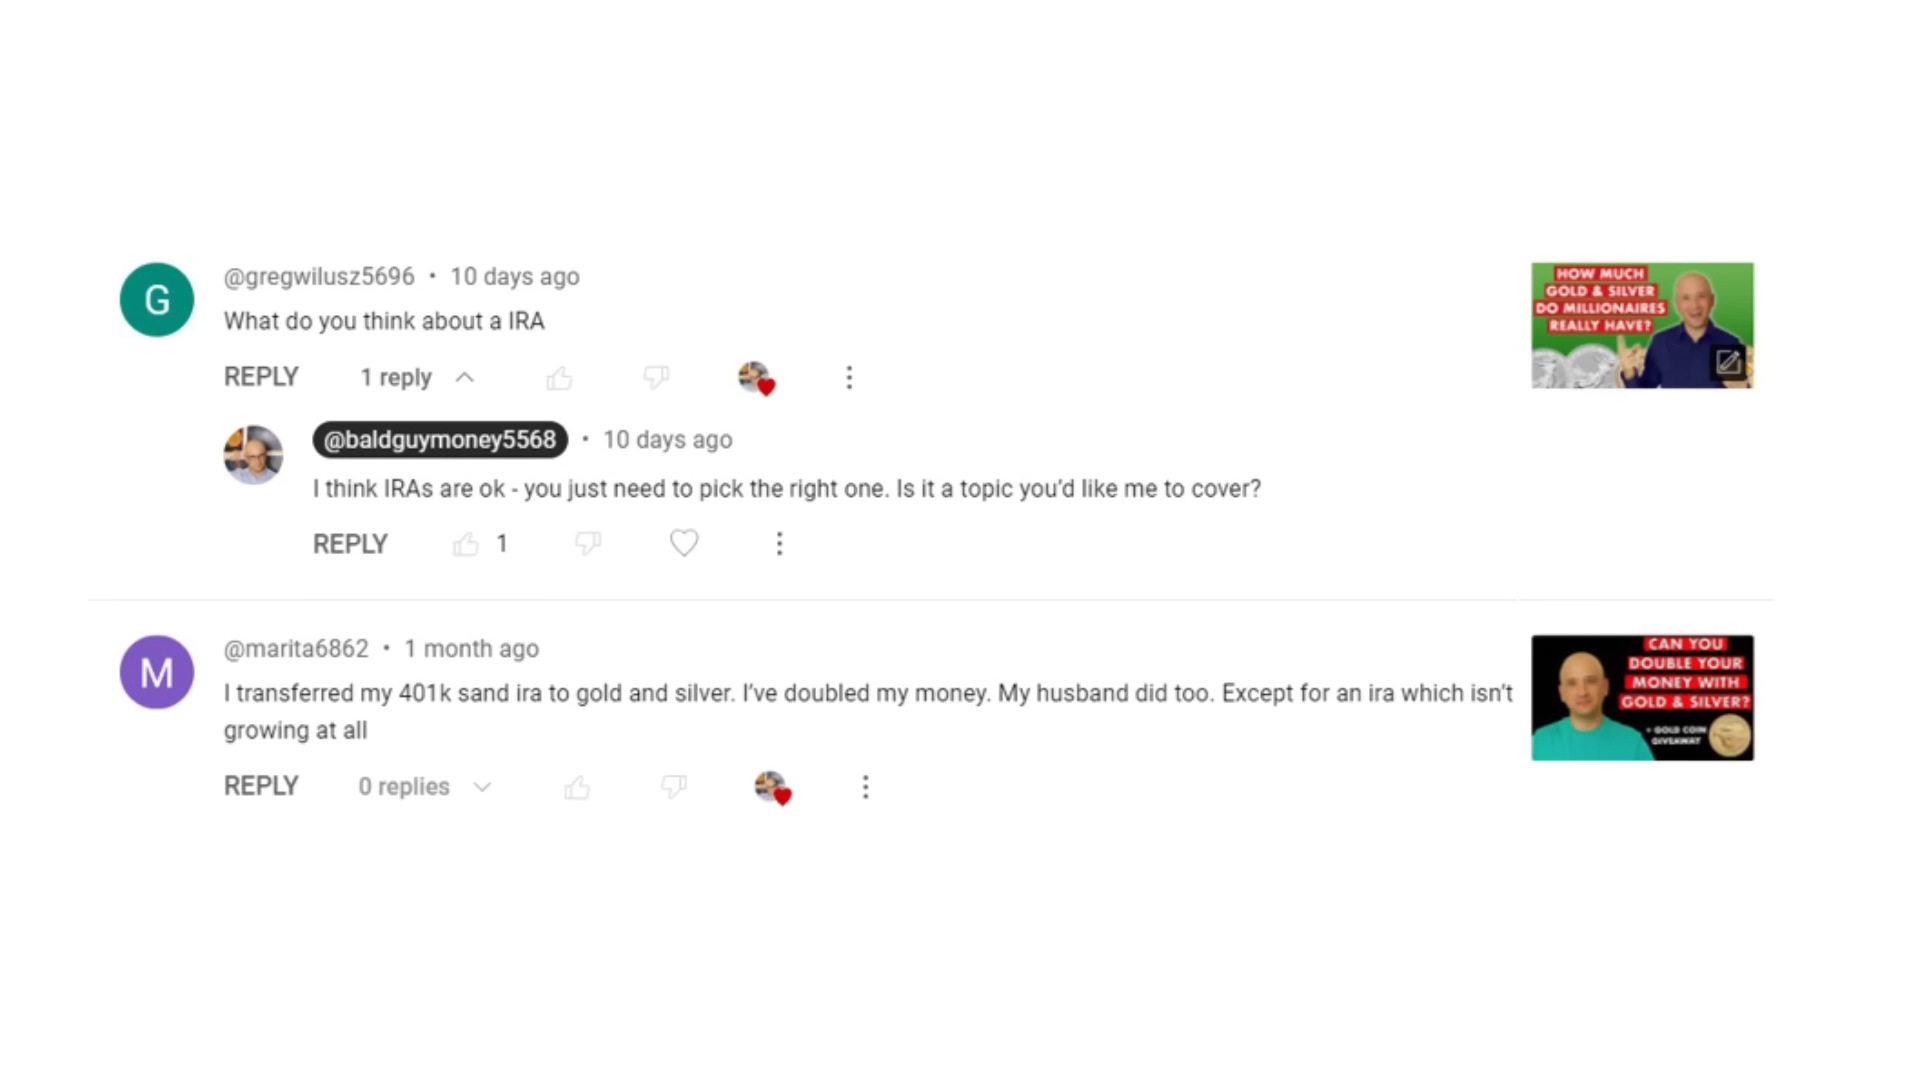 G
@gregwilusz5696 • 10 days ago
What do you think about a IRA
REPLY 1 reply
@baldguymoney5568 • 10 days ago
I think IRAs are ok - you just need to pick the right one. Is it a topic you'd like me to cover?
REPLY 1
HOW MUCH
GOLD & SILVER
DO MILLIONAIRES
REALLY HAVE?
M
@marita6862 • 1 month ago
I transferred my 401k sand ira to gold and silver. I've doubled my money. My husband did too. Except for an ira which isn't
growing at all
REPLY 0 replies
CAN YOU
DOUBLE YOUR
MONEY WITH
GOLD & SILVER?
+ GOLD COIN
GIVEAWAY